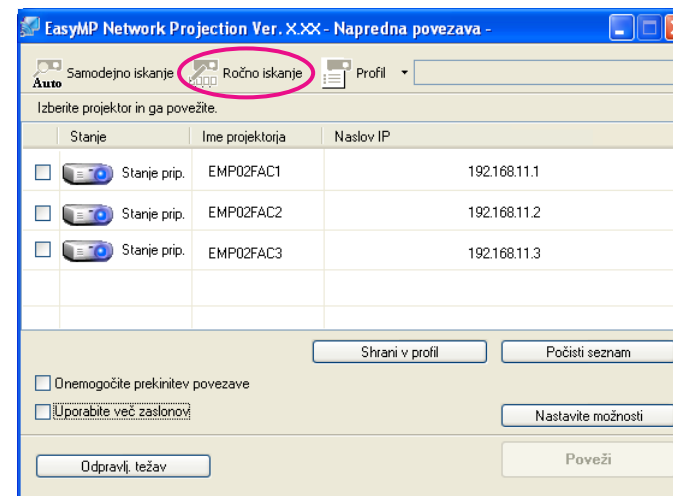 EasyMP Network Projection Ver. X.XX - Napredna povezava -
Auto Samodejno iskanje Ročno iskanje Profil
Izberite projektor in ga povežite.
Stanje Ime projektorja Naslov IP
Stanje prip. EMP02FAC1 192.168.11.1
Stanje prip. EMP02FAC2 192.168.11.2
Stanje prip. EMP02FAC3 192.168.11.3
Shrani v profil Počisti seznam
Onemogočite prekinitev povezave
Uporabite več zaslonov
Nastavite možnosti
Odpravlj. težav Poveži